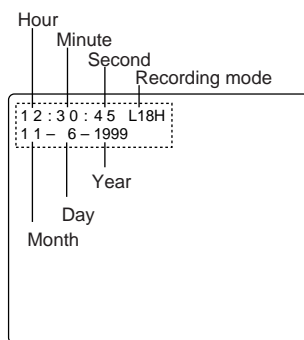 Hour
Minute
Second
Recording mode
12:30:45 L18H
11– 6–1999
Year
Day
Month